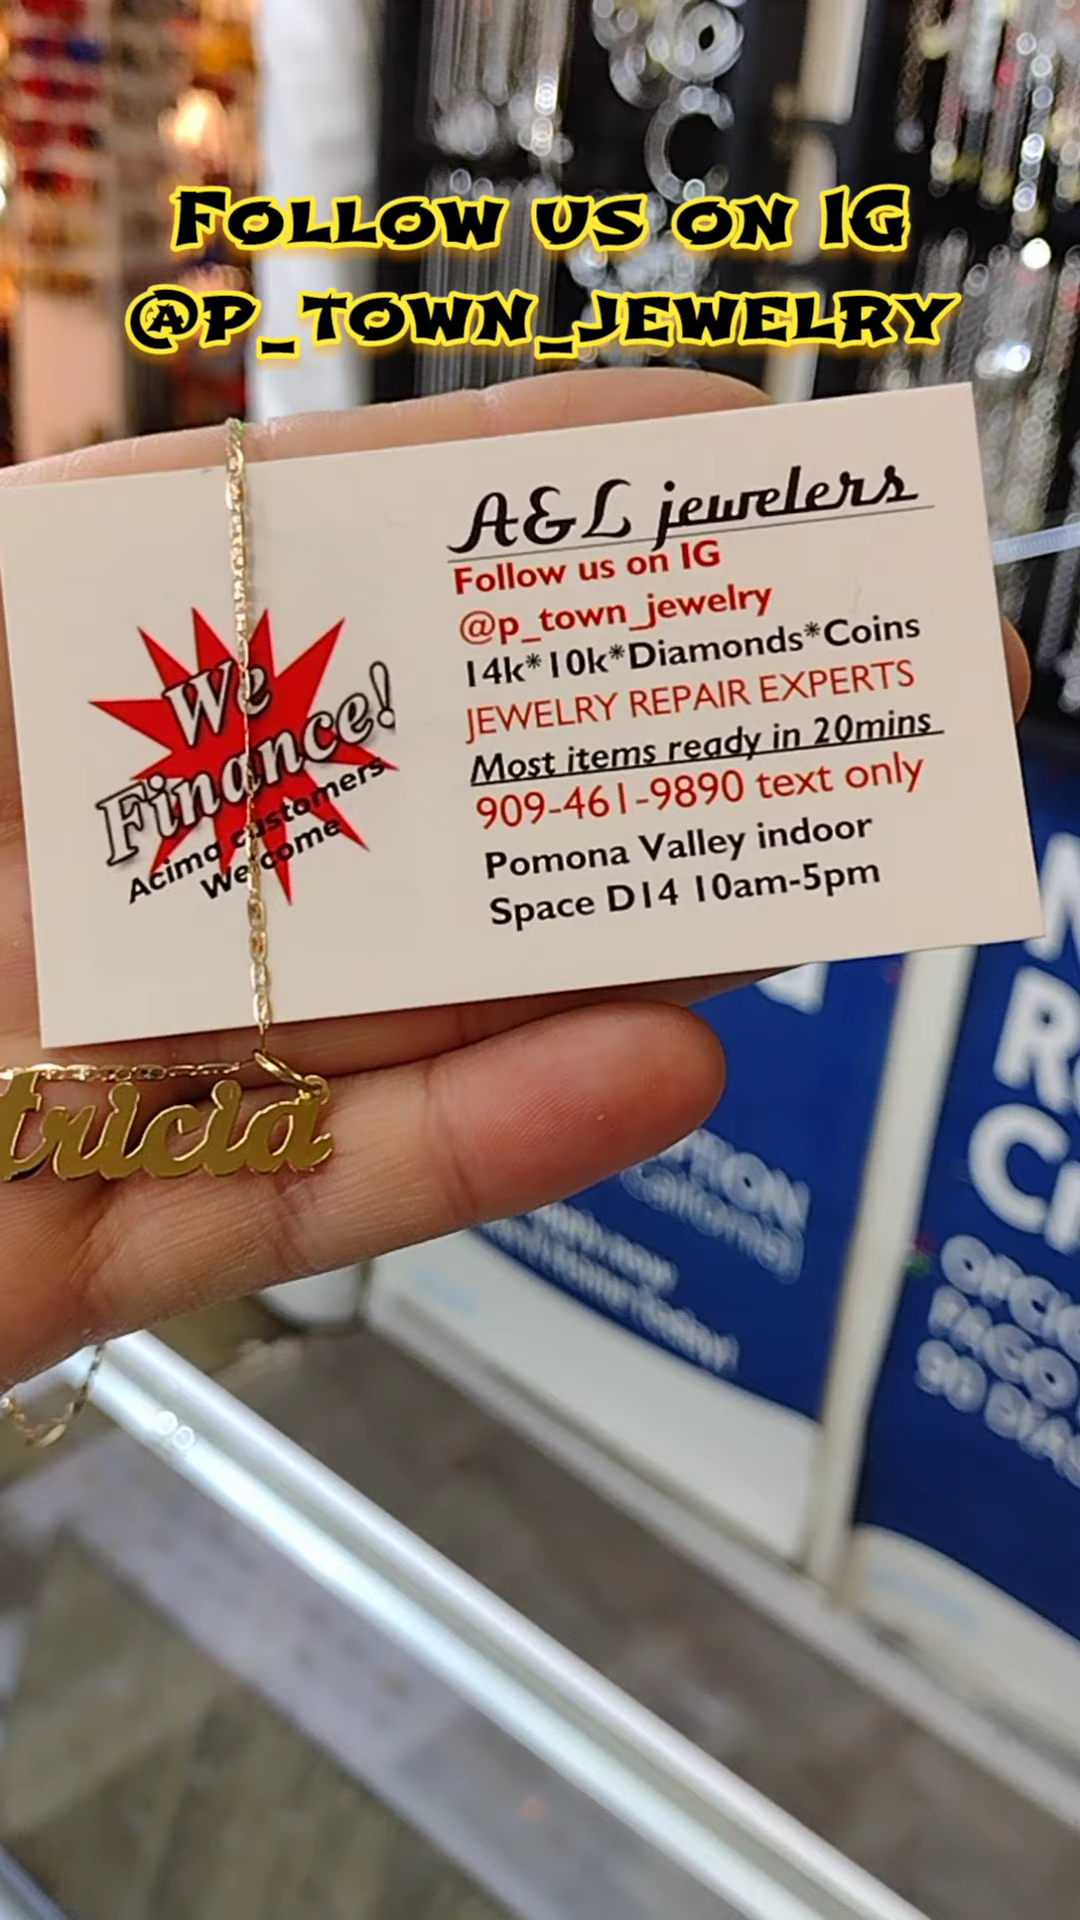 Follow us on IG
@p_town_jewelry
A&L jewelers
Follow us on IG
@p_town_jewelry
14k*10k*Diamonds*Coins
JEWELRY REPAIR EXPERTS
Most items ready in 20mins
909-461-9890 text only
Pomona Valley indoor
Space D14 10am-5pm
We
Finance!
Acima customers
Welcome
tricia